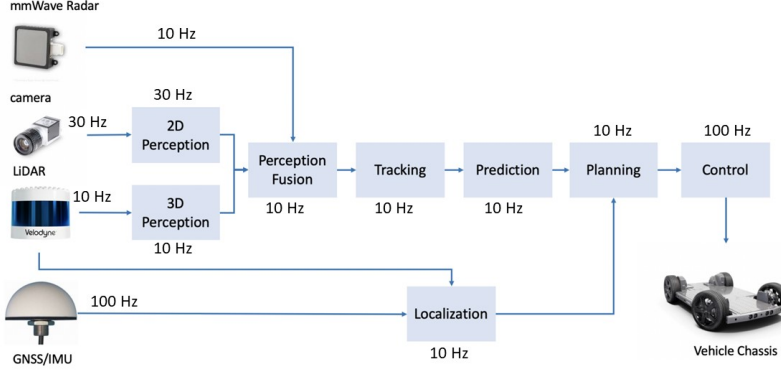 mmWave Radar
10 Hz
camera
30 Hz
30 Hz
2D
Perception
LiDAR
10 Hz
Velodyne
3D
Perception
10 Hz
Perception
Fusion
10 Hz
Tracking
10 Hz
Prediction
10 Hz
10 Hz
Planning
100 Hz
Control
100 Hz
GNSS/IMU
Localization
10 Hz
Vehicle Chassis